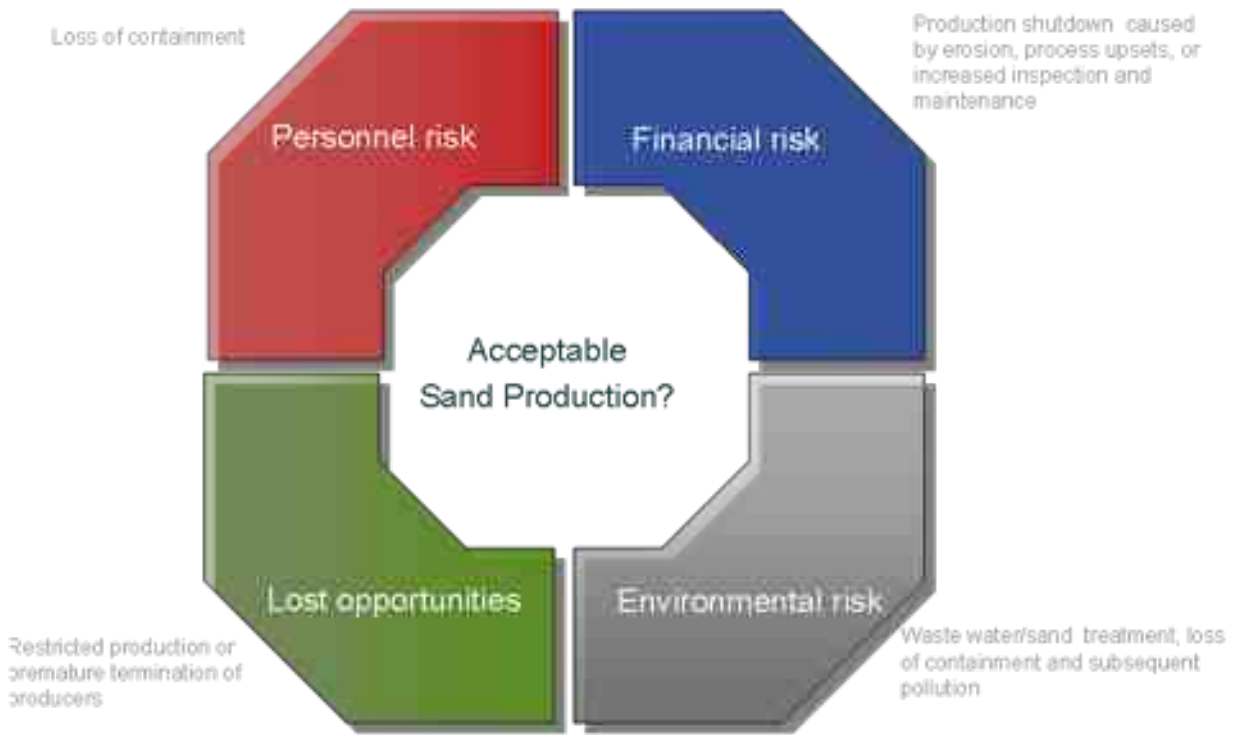 Loss of containment
Production shutdown caused
by erosion, process upsets, or
increased inspection and
maintenance
Personnel risk
Financial risk
Acceptable
Sand Production?
Lost opportunities
Environmental risk
Restricted production or
premature termination of
producers
Waste water/sand treatment, loss
of containment and subsequent
pollution